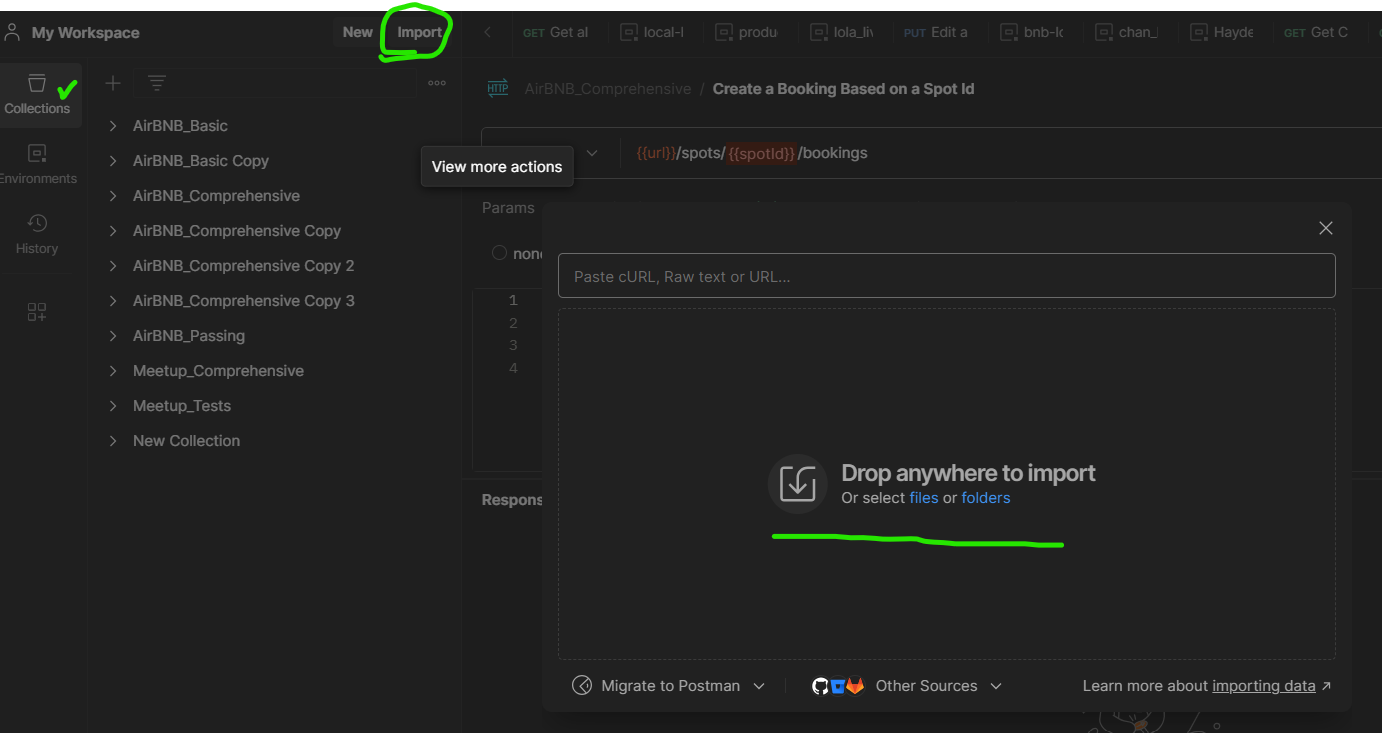 My Workspace
New
Import
GET Get al
local-l
produ
lola_liv
PUT Edit a
bnb-lo
chan_
Hayde
GET Get C
Collections
Environments
History
AirBNB_Basic
AirBNB_Basic Copy
AirBNB_Comprehensive
AirBNB_Comprehensive Copy
AirBNB_Comprehensive Copy 2
AirBNB_Comprehensive Copy 3
AirBNB_Passing
Meetup_Comprehensive
Meetup_Tests
New Collection
HTTP AirBNB_Comprehensive / Create a Booking Based on a Spot Id
View more actions
{{url}}/spots/{{spotId}}/bookings
Params
none
1
2
3
4
Respons
Paste cURL, Raw text or URL...
Drop anywhere to import
Or select files or folders
Migrate to Postman
Other Sources
Learn more about importing data ↗